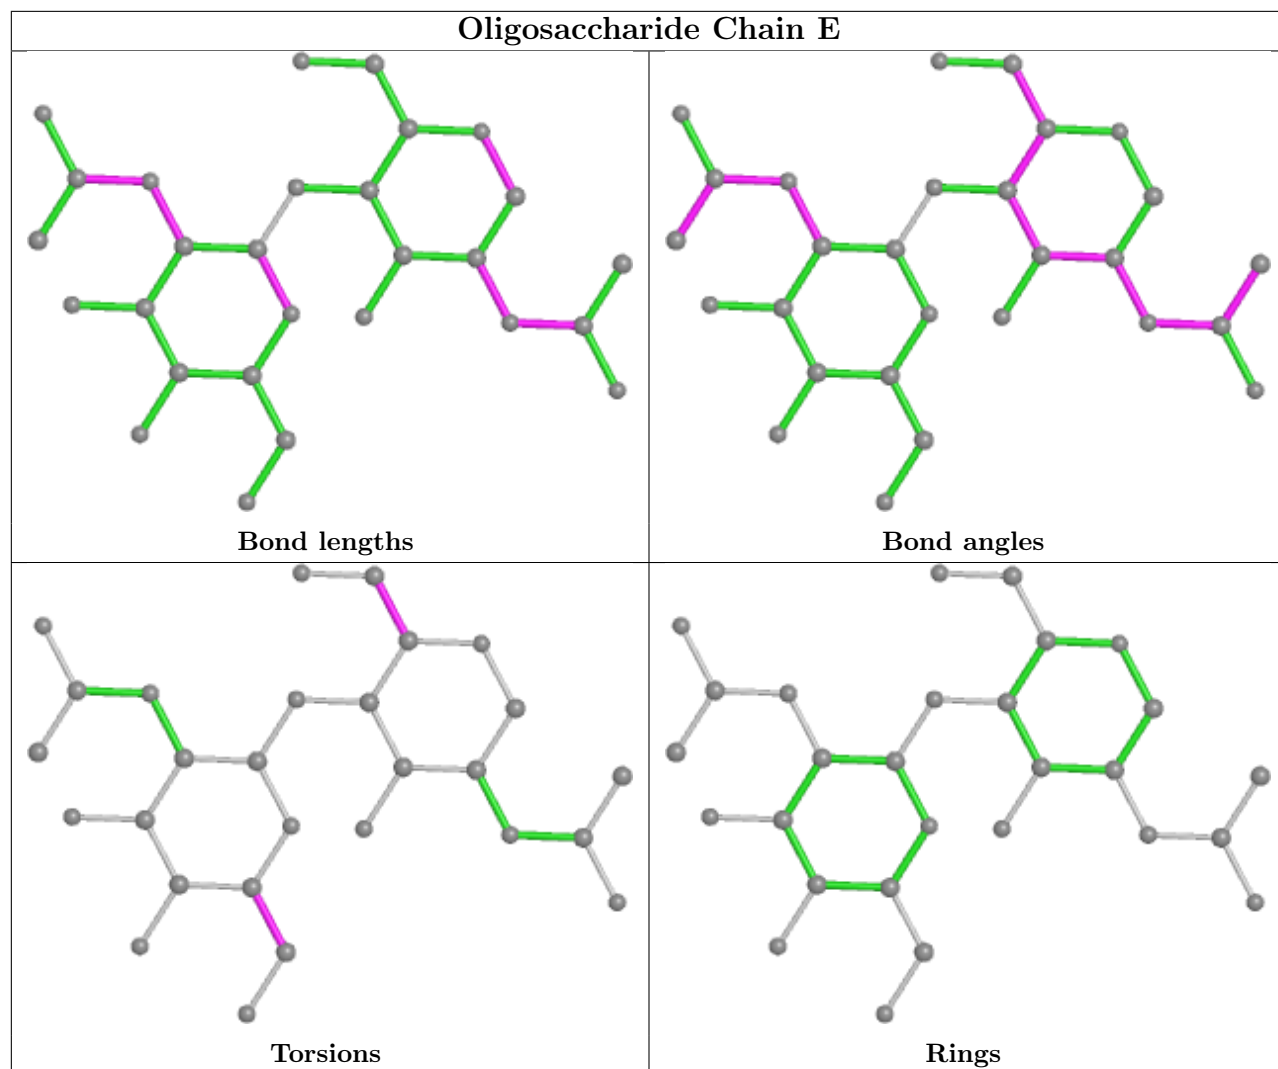 Oligosaccharide Chain E
Bond lengths
Bond angles
Torsions
Rings